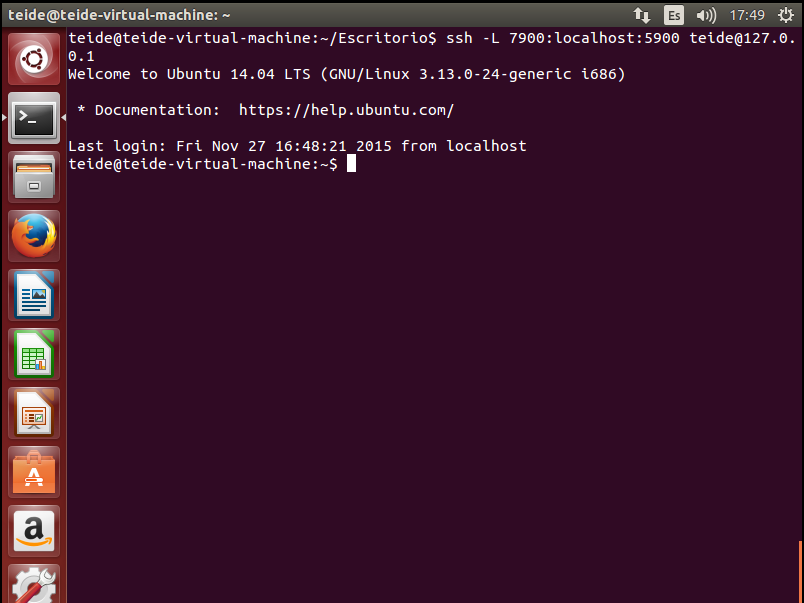 teide@teide-virtual-machine: ~
Es
17:49
teide@teide-virtual-machine:~/Escritorio$ ssh -L 7900:localhost:5900 teide@127.0.
0.1
Welcome to Ubuntu 14.04 LTS (GNU/Linux 3.13.0-24-generic i686)
* Documentation:  https://help.ubuntu.com/
Last login: Fri Nov 27 16:48:21 2015 from localhost
teide@teide-virtual-machine:~$